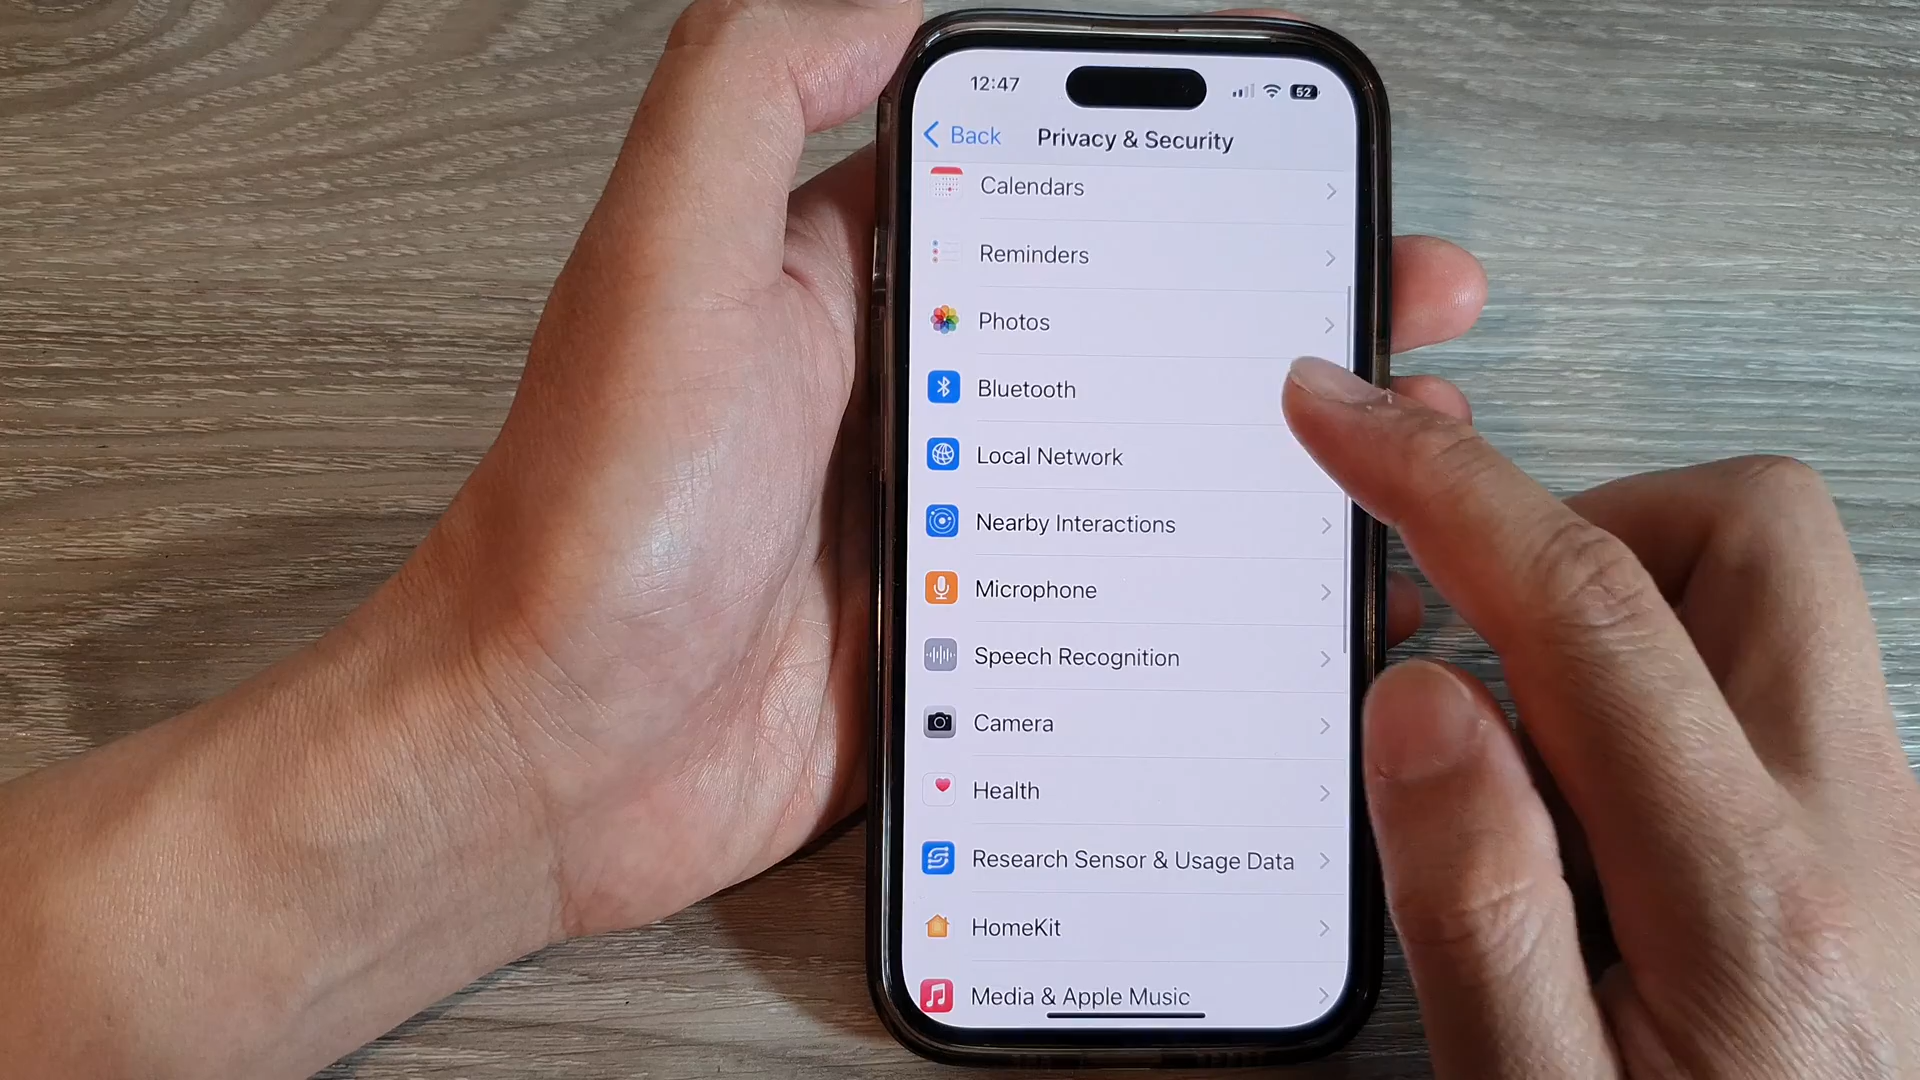 12:47
52
Back
Privacy & Security
Calendars
Reminders
Photos
Bluetooth
Local Network
Nearby Interactions
Microphone
Speech Recognition
Camera
Health
Research Sensor & Usage Data
HomeKit
Media & Apple Music